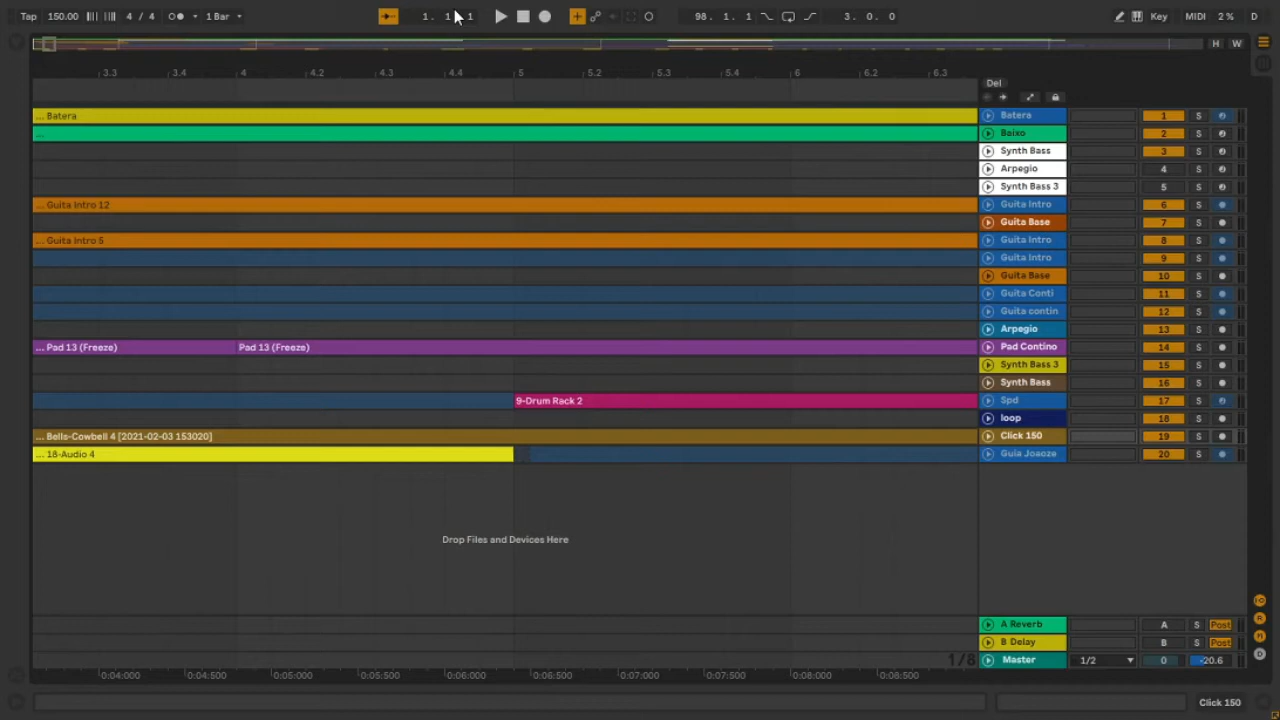 Tap 150.00 4 / 4 1 Bar 1. 1. 1 98. 1. 1 3. 0. 0 Key MIDI 2 % D
H W
3.3 3.4 4 4.2 4.3 4.4 5 5.2 5.3 5.4 6 6.2 6.3
Del
... Batera Batera 1 S
... Baixo 2 S
Synth Bass 3 S
Arpegio 4 S
Synth Bass 3 5 S
... Guita Intro 12 Guita Intro 6 S
Guita Base 7 S
... Guita Intro 5 Guita Intro 8 S
Guita Intro 9 S
Guita Base 10 S
Guita Conti 11 S
Guita contin 12 S
Arpegio 13 S
... Pad 13 (Freeze) Pad 13 (Freeze) Pad Contino 14 S
Synth Bass 3 15 S
Synth Bass 16 S
9-Drum Rack 2 Spd 17 S
loop 18 S
... Bells-Cowbell 4 [2021-02-03 153020] Click 150 19 S
... 18-Audio 4 Guia Joaoze 20 S
Drop Files and Devices Here
A Reverb A S Post
B Delay B S Post
1/8 Master 1/2 0 -20.6
0:04:000 0:04:500 0:05:000 0:05:500 0:06:000 0:06:500 0:07:000 0:07:500 0:08:000 0:08:500
Click 150